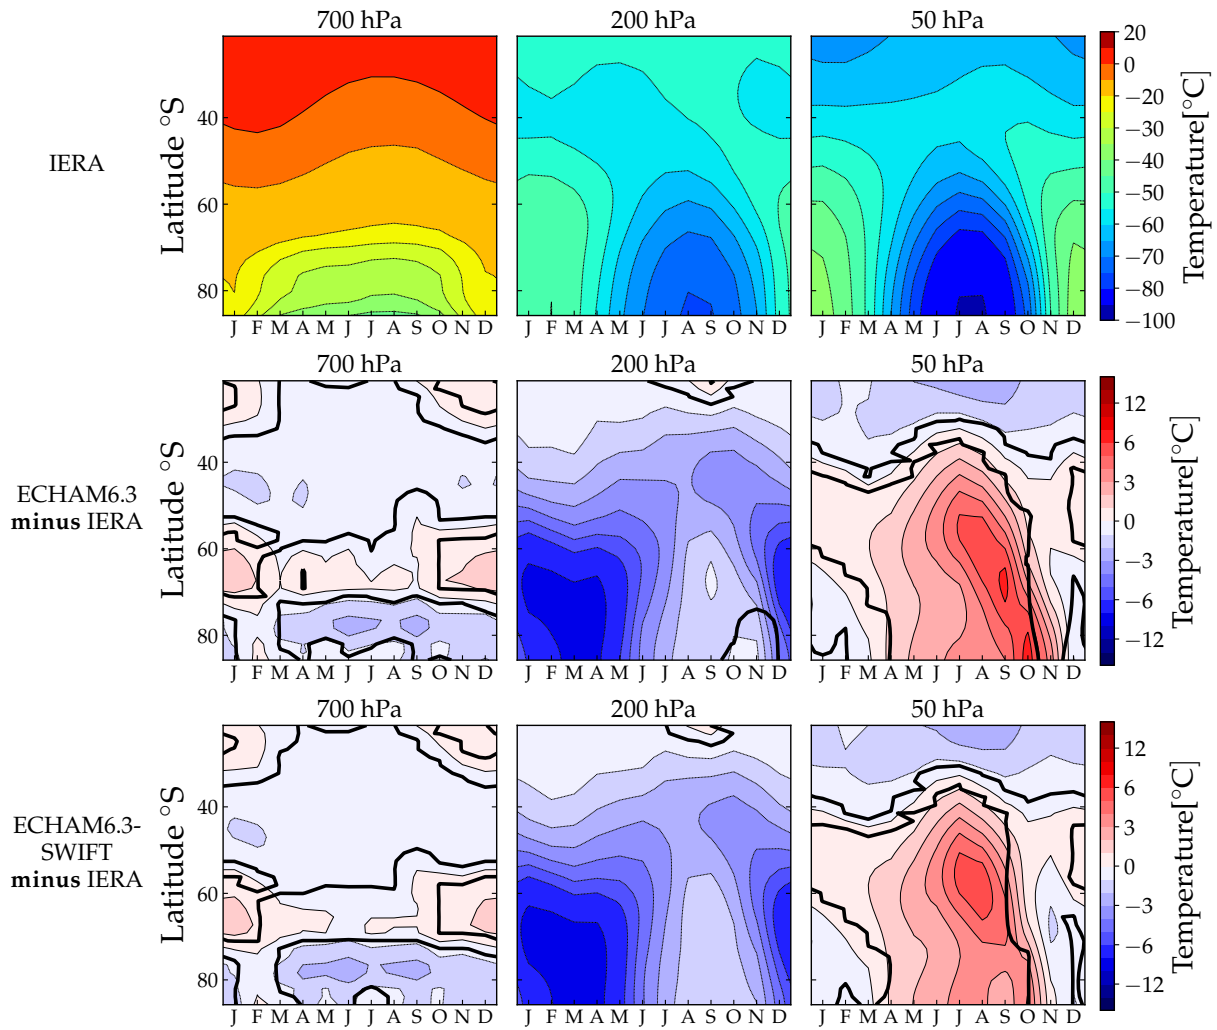 700 hPa
200 hPa
50 hPa
IERA
Latitude °S
40
60
80
J F M A M J J A S O N D
J F M A M J J A S O N D
J F M A M J J A S O N D
20
0
−20
−30
−40
−50
−60
−70
−80
−100
Temperature[°C]
700 hPa
200 hPa
50 hPa
ECHAM6.3
minus IERA
Latitude °S
40
60
80
J F M A M J J A S O N D
J F M A M J J A S O N D
J F M A M J J A S O N D
12
6
3
0
−3
−6
−12
Temperature[°C]
700 hPa
200 hPa
50 hPa
ECHAM6.3-
SWIFT
minus IERA
Latitude °S
40
60
80
J F M A M J J A S O N D
J F M A M J J A S O N D
J F M A M J J A S O N D
12
6
3
0
−3
−6
−12
Temperature[°C]